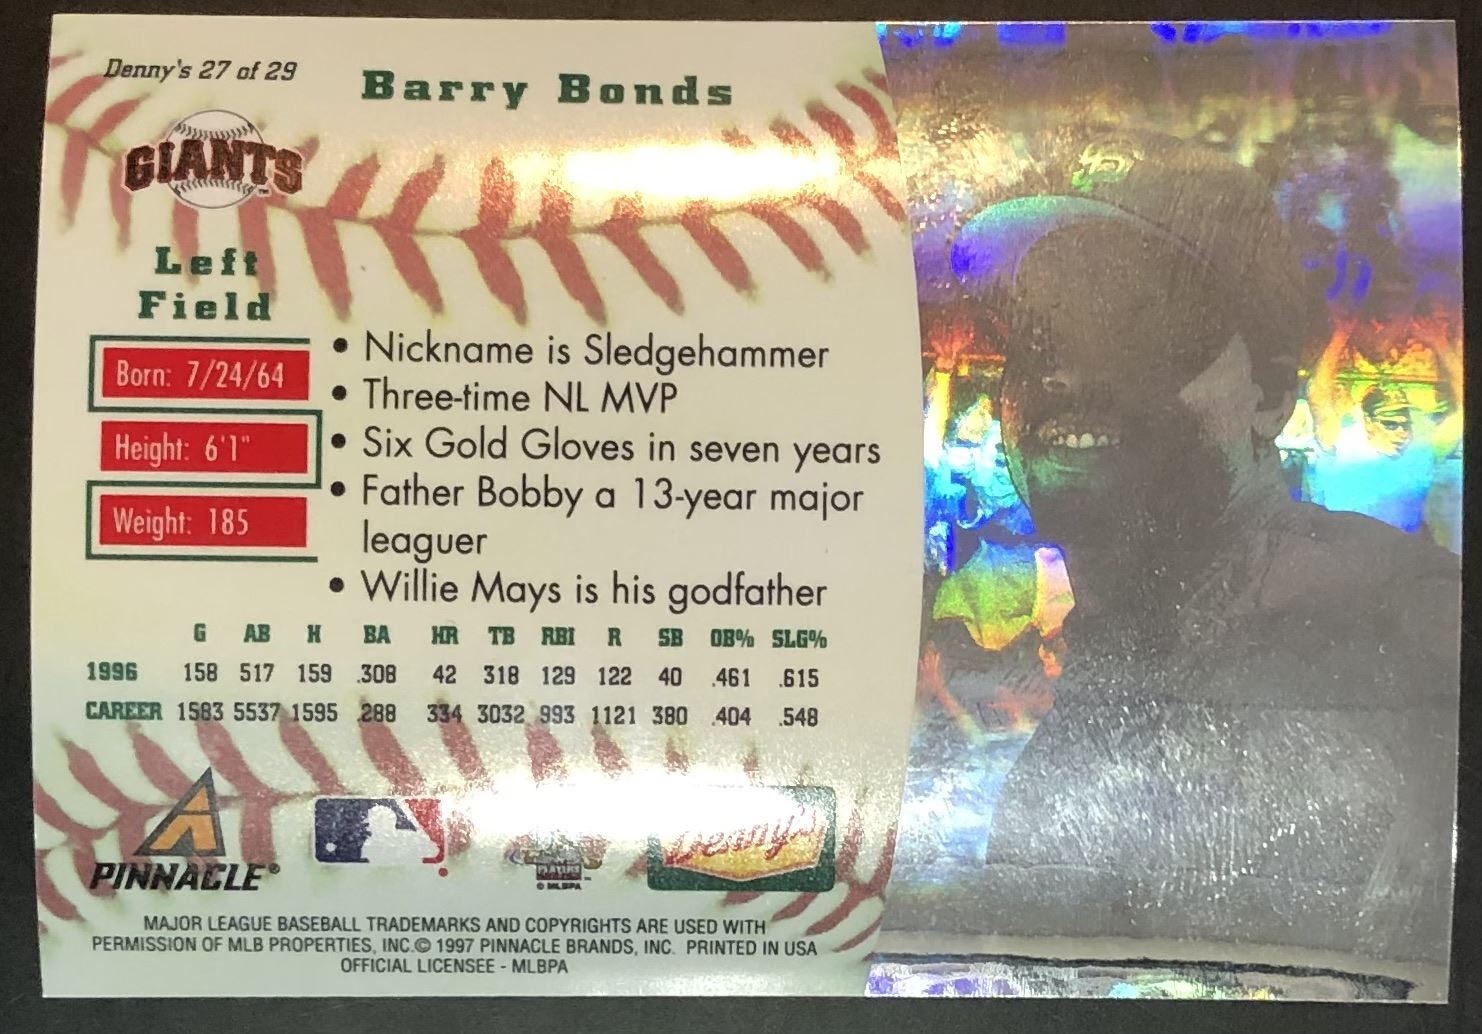 Denny's 27 of 29
Barry Bonds
GIANTS
TM
Left
Field
Born: 7/24/64
Height: 6'1"
Weight: 185
• Nickname is Sledgehammer
• Three-time NL MVP
• Six Gold Gloves in seven years
• Father Bobby a 13-year major
leaguer
• Willie Mays is his godfather
G AB H BA HR TB RBI R SB OB% SLG%
1996 158 517 159 .308 42 318 129 122 40 .461 .615
CAREER 1583 5537 1595 .288 334 3032 993 1121 380 .404 .548
PINNACLE®
PLAYERS
© MLBPA
Denny's
MAJOR LEAGUE BASEBALL TRADEMARKS AND COPYRIGHTS ARE USED WITH
PERMISSION OF MLB PROPERTIES, INC.© 1997 PINNACLE BRANDS, INC. PRINTED IN USA
OFFICIAL LICENSEE - MLBPA